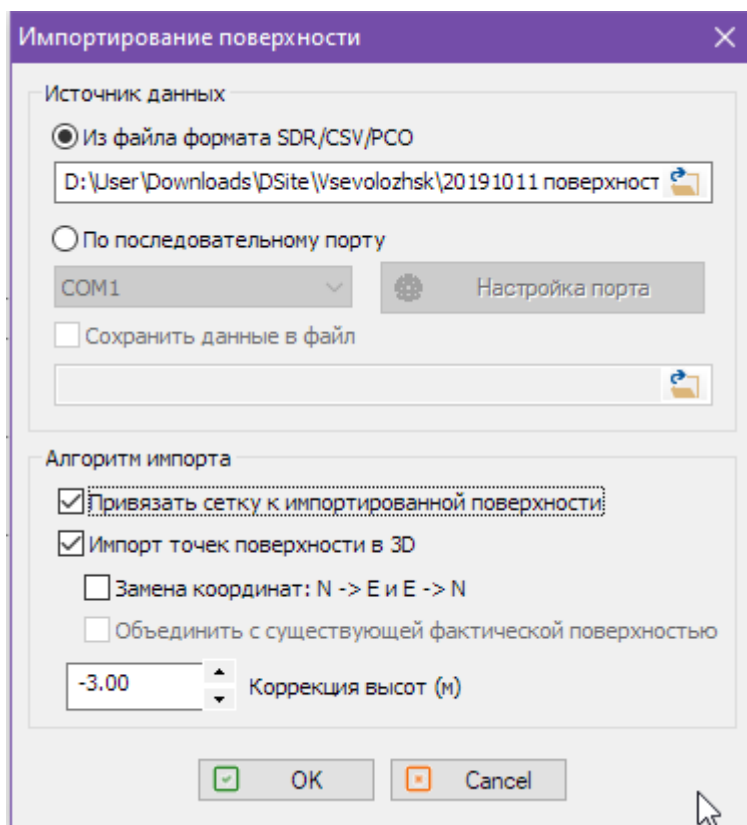 Импортирование поверхности
Источник данных
Из файла формата SDR/CSV/PCO
D:\User\Downloads\DSite\Vsevolozhsk\20191011 поверхност
По последовательному порту
COM1
Настройка порта
Сохранить данные в файл
Алгоритм импорта
Привязать сетку к импортированной поверхности
Импорт точек поверхности в 3D
Замена координат: N -> E и E -> N
Объединить с существующей фактической поверхностью
-3.00 Коррекция высот (м)
OK Cancel